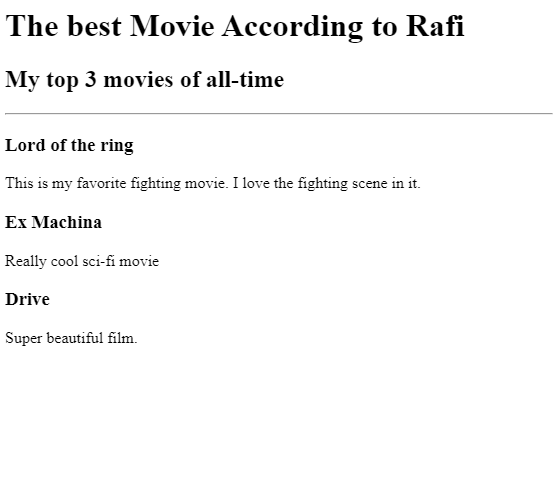 The best Movie According to Rafi
My top 3 movies of all-time
Lord of the ring
This is my favorite fighting movie. I love the fighting scene in it.
Ex Machina
Really cool sci-fi movie
Drive
Super beautiful film.